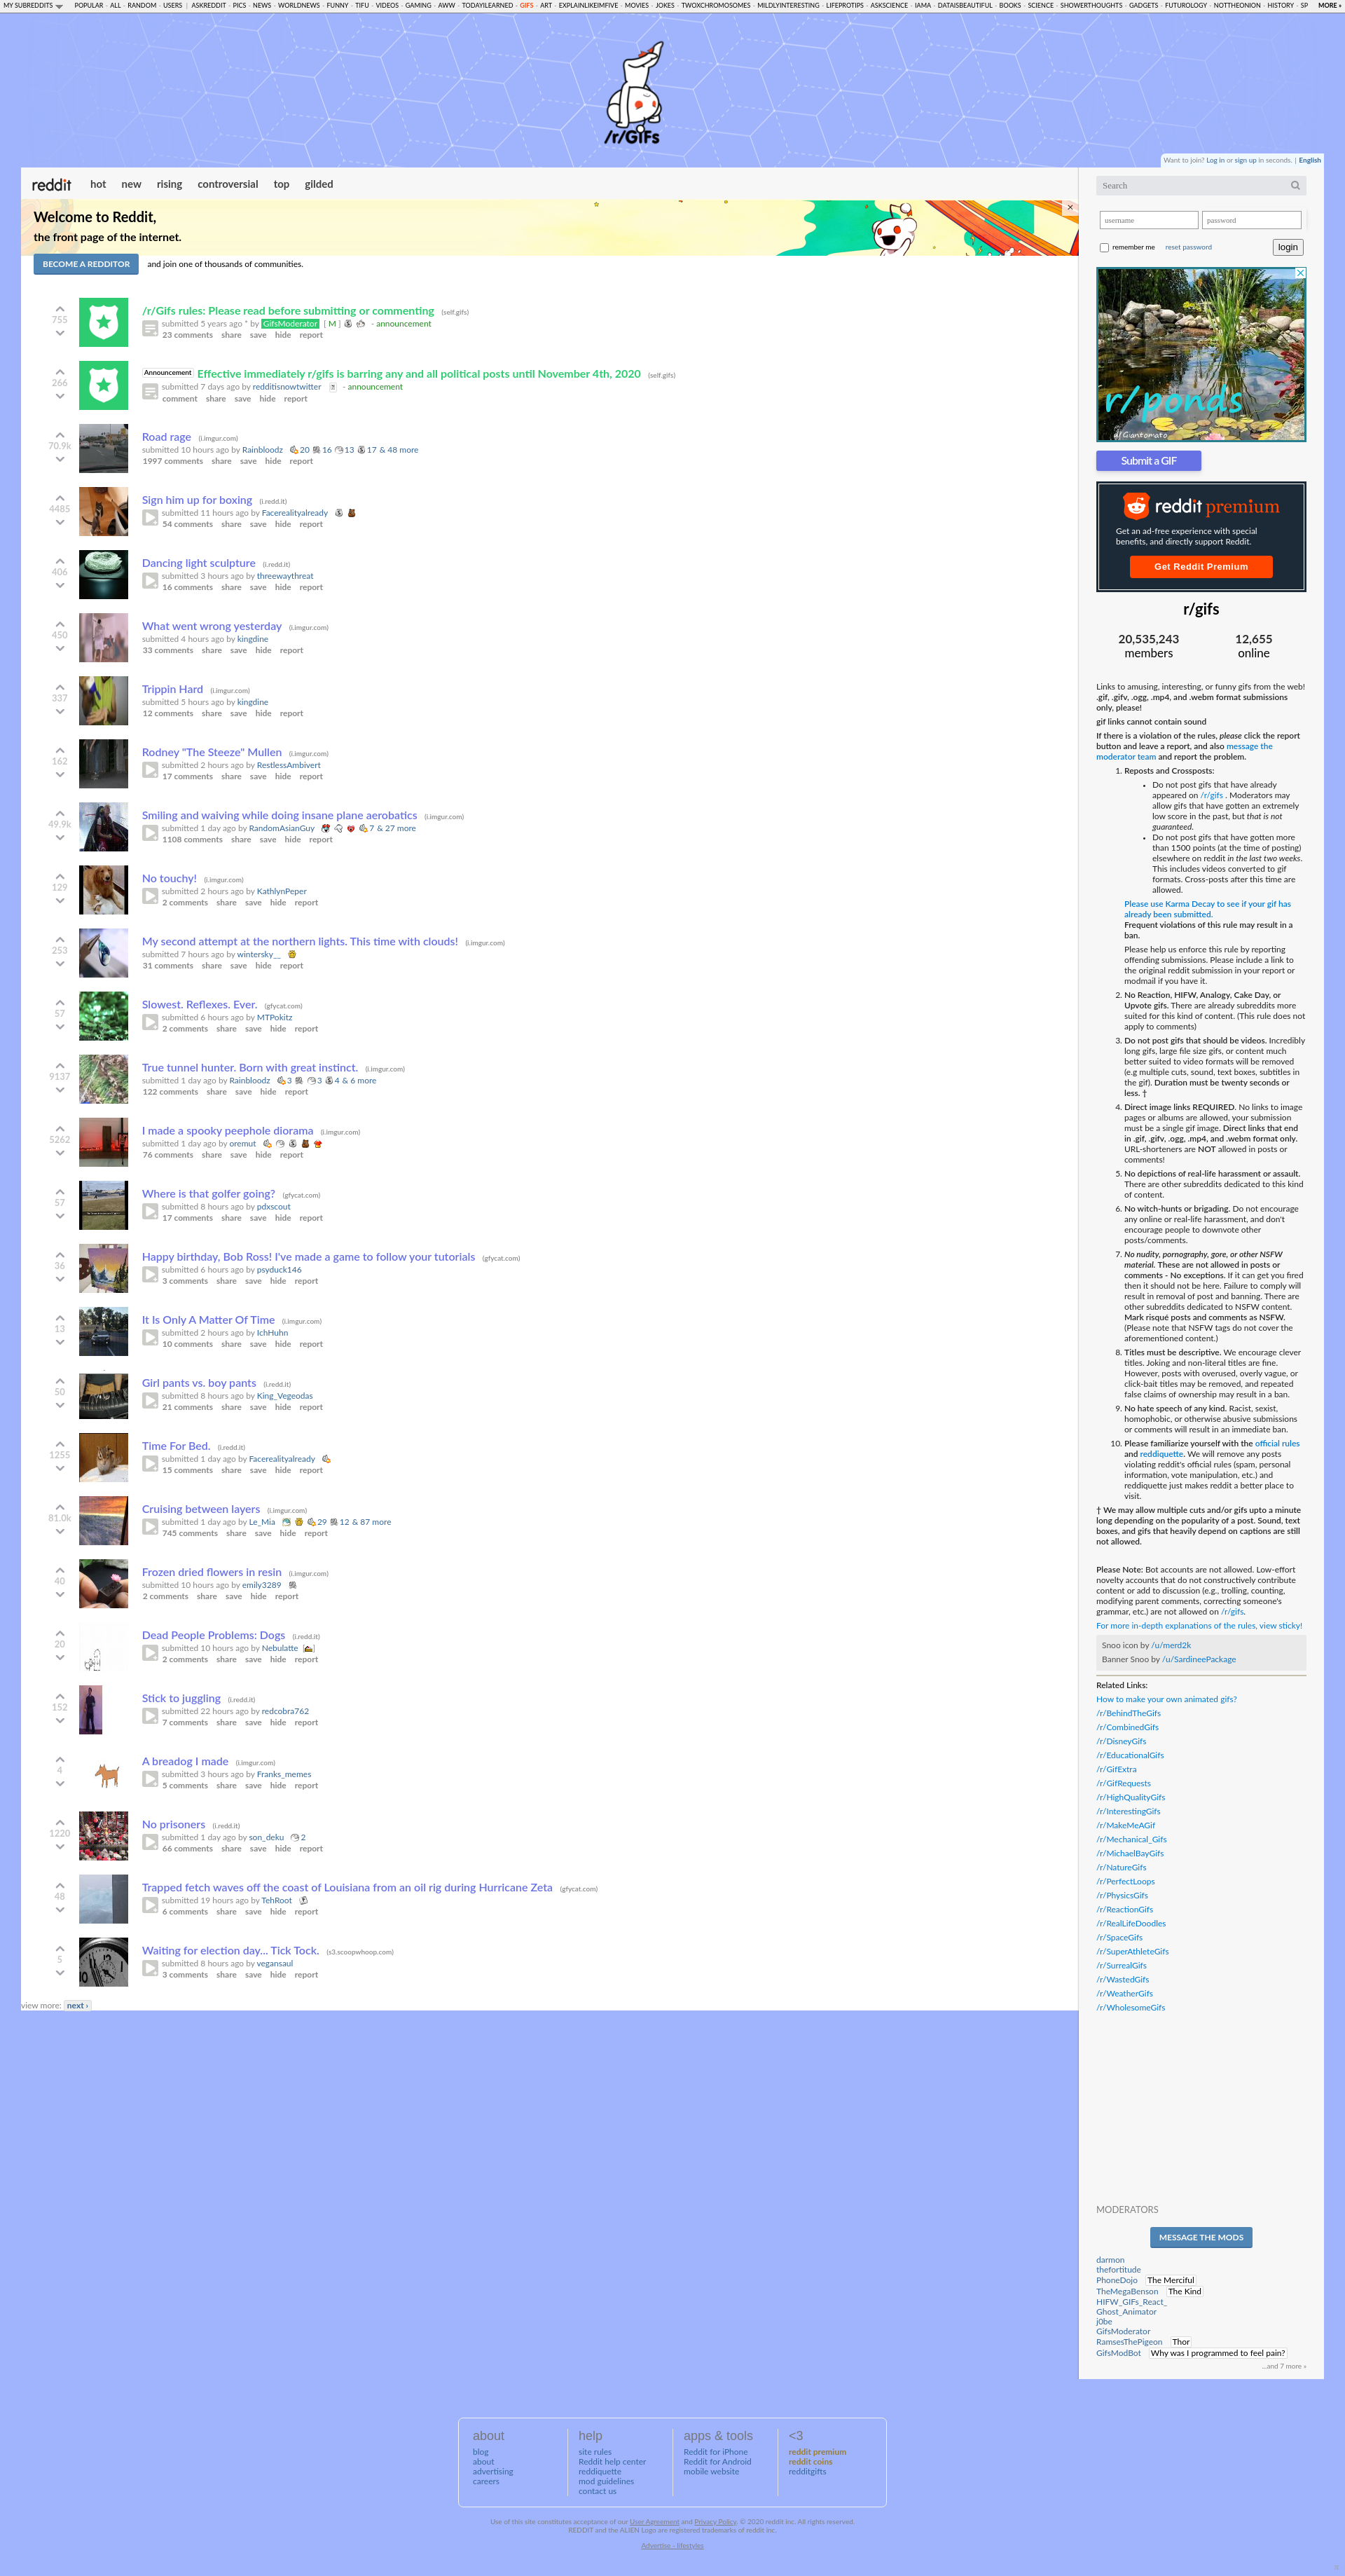 MY SUBREDDITS POPULAR - ALL - RANDOM - USERS | ASKREDDIT - PICS - NEWS - WORLDNEWS - FUNNY - TIFU - VIDEOS - GAMING - AWW - TODAYILEARNED - GIFS - ART - EXPLAINLIKEIMFIVE - MOVIES - JOKES - TWOXCHROMOSOMES - MILDLYINTERESTING - LIFEPROTIPS - ASKSCIENCE - IAMA - DATAISBEAUTIFUL - BOOKS - SCIENCE - SHOWERTHOUGHTS - GADGETS - FUTUROLOGY - NOTTHEONION - HISTORY - SP MORE »
/r/GIFs
Want to join? Log in or sign up in seconds. | English
reddit hot new rising controversial top gilded
Welcome to Reddit,
the front page of the internet.
BECOME A REDDITOR and join one of thousands of communities.
755
/r/Gifs rules: Please read before submitting or commenting (self.gifs)
submitted 5 years ago * by GifsModerator [ M ] - announcement
23 comments share save hide report
266
Announcement Effective immediately r/gifs is barring any and all political posts until November 4th, 2020 (self.gifs)
submitted 7 days ago by redditisnowtwitter - announcement
comment share save hide report
70.9k
Road rage (i.imgur.com)
submitted 10 hours ago by Rainbloodz 20 16 13 17 & 48 more
1997 comments share save hide report
4485
Sign him up for boxing (i.redd.it)
submitted 11 hours ago by Facerealityalready
54 comments share save hide report
406
Dancing light sculpture (i.redd.it)
submitted 3 hours ago by threewaythreat
16 comments share save hide report
450
What went wrong yesterday (i.imgur.com)
submitted 4 hours ago by kingdine
33 comments share save hide report
337
Trippin Hard (i.imgur.com)
submitted 5 hours ago by kingdine
12 comments share save hide report
162
Rodney "The Steeze" Mullen (i.imgur.com)
submitted 2 hours ago by RestlessAmbivert
17 comments share save hide report
49.9k
Smiling and waiving while doing insane plane aerobatics (i.imgur.com)
submitted 1 day ago by RandomAsianGuy 7 & 27 more
1108 comments share save hide report
129
No touchy! (i.imgur.com)
submitted 2 hours ago by KathlynPeper
2 comments share save hide report
253
My second attempt at the northern lights. This time with clouds! (i.imgur.com)
submitted 7 hours ago by wintersky__
31 comments share save hide report
57
Slowest. Reflexes. Ever. (gfycat.com)
submitted 6 hours ago by MTPokitz
2 comments share save hide report
9137
True tunnel hunter. Born with great instinct. (i.imgur.com)
submitted 1 day ago by Rainbloodz 3 3 4 & 6 more
122 comments share save hide report
5262
I made a spooky peephole diorama (i.imgur.com)
submitted 1 day ago by oremut
76 comments share save hide report
57
Where is that golfer going? (gfycat.com)
submitted 8 hours ago by pdxscout
17 comments share save hide report
36
Happy birthday, Bob Ross! I've made a game to follow your tutorials (gfycat.com)
submitted 6 hours ago by psyduck146
3 comments share save hide report
13
It Is Only A Matter Of Time (i.imgur.com)
submitted 2 hours ago by IchHuhn
10 comments share save hide report
50
Girl pants vs. boy pants (i.redd.it)
submitted 8 hours ago by King_Vegeodas
21 comments share save hide report
1255
Time For Bed. (i.redd.it)
submitted 1 day ago by Facerealityalready
15 comments share save hide report
81.0k
Cruising between layers (i.imgur.com)
submitted 1 day ago by Le_Mia 29 12 & 87 more
745 comments share save hide report
40
Frozen dried flowers in resin (i.imgur.com)
submitted 10 hours ago by emily3289
2 comments share save hide report
20
Dead People Problems: Dogs (i.redd.it)
submitted 10 hours ago by Nebulatte
2 comments share save hide report
152
Stick to juggling (i.redd.it)
submitted 22 hours ago by redcobra762
7 comments share save hide report
4
A breadog I made (i.imgur.com)
submitted 3 hours ago by Franks_memes
5 comments share save hide report
1220
No prisoners (i.redd.it)
submitted 1 day ago by son_deku 2
66 comments share save hide report
48
Trapped fetch waves off the coast of Louisiana from an oil rig during Hurricane Zeta (gfycat.com)
submitted 19 hours ago by TehRoot
6 comments share save hide report
5
Waiting for election day... Tick Tock. (s3.scoopwhoop.com)
submitted 8 hours ago by vegansaul
3 comments share save hide report
view more: next ›
Search
username password
remember me reset password login
r/ponds
u/Giantomato
Submit a GIF
reddit premium
Get an ad-free experience with special
benefits, and directly support Reddit.
Get Reddit Premium
r/gifs
20,535,243 12,655
members online
Links to amusing, interesting, or funny gifs from the web!
.gif, .gifv, .ogg, .mp4, and .webm format submissions
only, please!
gif links cannot contain sound
If there is a violation of the rules, please click the report
button and leave a report, and also message the
moderator team and report the problem.
1. Reposts and Crossposts:
• Do not post gifs that have already
appeared on /r/gifs . Moderators may
allow gifs that have gotten an extremely
low score in the past, but that is not
guaranteed.
• Do not post gifs that have gotten more
than 1500 points (at the time of posting)
elsewhere on reddit in the last two weeks.
This includes videos converted to gif
formats. Cross-posts after this time are
allowed.
Please use Karma Decay to see if your gif has
already been submitted.
Frequent violations of this rule may result in a
ban.
Please help us enforce this rule by reporting
offending submissions. Please include a link to
the original reddit submission in your report or
modmail if you have it.
2. No Reaction, HIFW, Analogy, Cake Day, or
Upvote gifs. There are already subreddits more
suited for this kind of content. (This rule does not
apply to comments)
3. Do not post gifs that should be videos. Incredibly
long gifs, large file size gifs, or content much
better suited to video formats will be removed
(e.g multiple cuts, sound, text boxes, subtitles in
the gif). Duration must be twenty seconds or
less. †
4. Direct image links REQUIRED. No links to image
pages or albums are allowed, your submission
must be a single gif image. Direct links that end
in .gif, .gifv, .ogg, .mp4, and .webm format only.
URL-shorteners are NOT allowed in posts or
comments!
5. No depictions of real-life harassment or assault.
There are other subreddits dedicated to this kind
of content.
6. No witch-hunts or brigading. Do not encourage
any online or real-life harassment, and don't
encourage people to downvote other
posts/comments.
7. No nudity, pornography, gore, or other NSFW
material. These are not allowed in posts or
comments - No exceptions. If it can get you fired
then it should not be here. Failure to comply will
result in removal of post and banning. There are
other subreddits dedicated to NSFW content.
Mark risqué posts and comments as NSFW.
(Please note that NSFW tags do not cover the
aforementioned content.)
8. Titles must be descriptive. We encourage clever
titles. Joking and non-literal titles are fine.
However, posts with overused, overly vague, or
click-bait titles may be removed, and repeated
false claims of ownership may result in a ban.
9. No hate speech of any kind. Racist, sexist,
homophobic, or otherwise abusive submissions
or comments will result in an immediate ban.
10. Please familiarize yourself with the official rules
and reddiquette. We will remove any posts
violating reddit's official rules (spam, personal
information, vote manipulation, etc.) and
reddiquette just makes reddit a better place to
visit.
† We may allow multiple cuts and/or gifs upto a minute
long depending on the popularity of a post. Sound, text
boxes, and gifs that heavily depend on captions are still
not allowed.
Please Note: Bot accounts are not allowed. Low-effort
novelty accounts that do not constructively contribute
content or add to discussion (e.g., trolling, counting,
modifying parent comments, correcting someone's
grammar, etc.) are not allowed on /r/gifs.
For more in-depth explanations of the rules, view sticky!
Snoo icon by /u/merd2k
Banner Snoo by /u/SardineePackage
Related Links:
How to make your own animated gifs?
/r/BehindTheGifs
/r/CombinedGifs
/r/DisneyGifs
/r/EducationalGifs
/r/GifExtra
/r/GifRequests
/r/HighQualityGifs
/r/InterestingGifs
/r/MakeMeAGif
/r/Mechanical_Gifs
/r/MichaelBayGifs
/r/NatureGifs
/r/PerfectLoops
/r/PhysicsGifs
/r/ReactionGifs
/r/RealLifeDoodles
/r/SpaceGifs
/r/SuperAthleteGifs
/r/SurrealGifs
/r/WastedGifs
/r/WeatherGifs
/r/WholesomeGifs
MODERATORS
MESSAGE THE MODS
darmon
thefortitude
PhoneDojo The Merciful
TheMegaBenson The Kind
HIFW_GIFs_React_
Ghost_Animator
j0be
GifsModerator
RamsesThePigeon Thor
GifsModBot Why was I programmed to feel pain?
...and 7 more »
about
blog
about
advertising
careers
help
site rules
Reddit help center
reddiquette
mod guidelines
contact us
apps & tools
Reddit for iPhone
Reddit for Android
mobile website
<3
reddit premium
reddit coins
redditgifts
Use of this site constitutes acceptance of our User Agreement and Privacy Policy. © 2020 reddit inc. All rights reserved.
REDDIT and the ALIEN Logo are registered trademarks of reddit inc.
Advertise - lifestyles